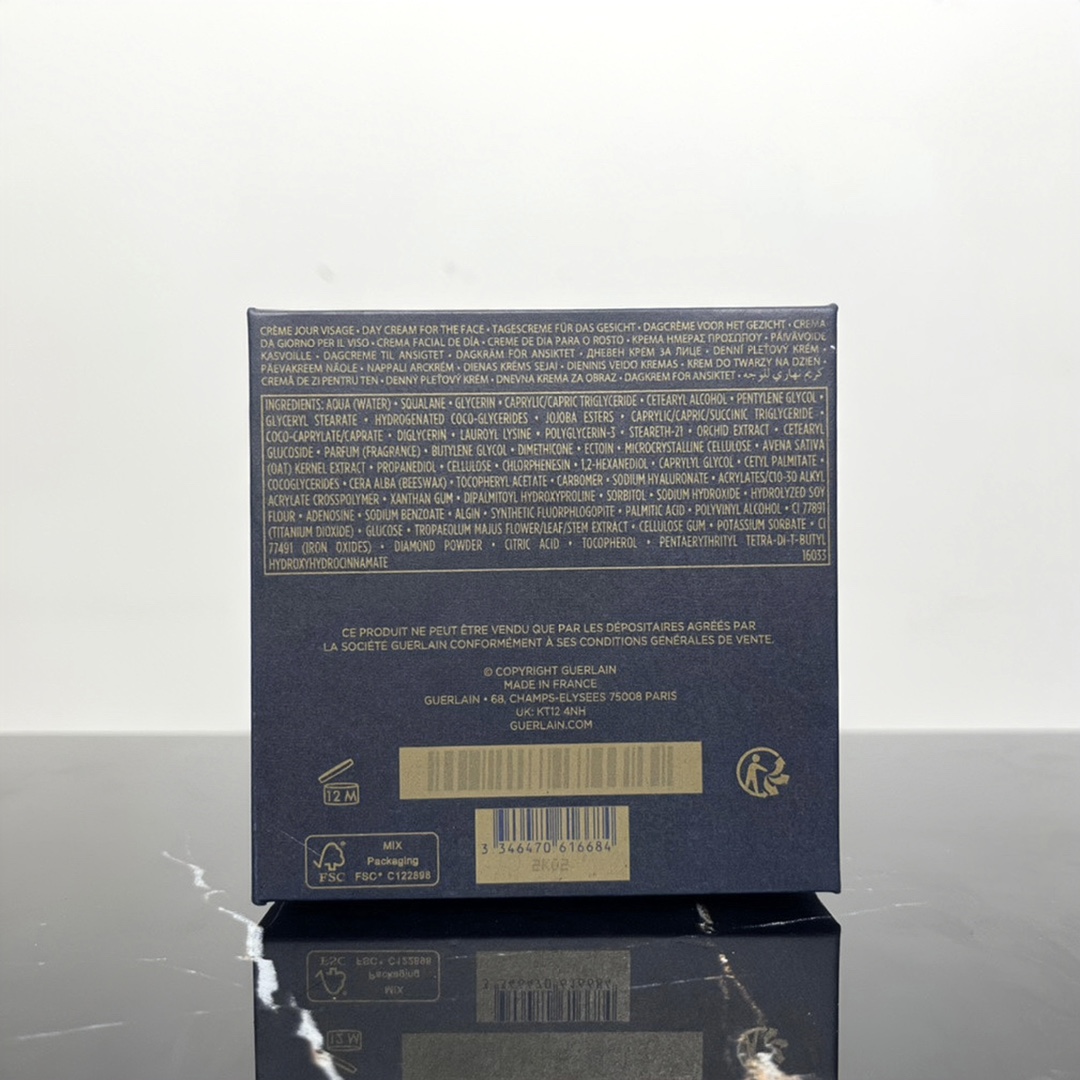 CRÈME JOUR VISAGE • DAY CREAM FOR THE FACE • TAGESCREME FÜR DAS GESICHT • DAGCRÈME VOOR HET GEZICHT • CREMA
DA GIORNO PER IL VISO • CREMA FACIAL DE DÍA • CREME DE DIA PARA O ROSTO • ΚΡΕΜΑ ΗΜΕΡΑΣ ΠΡΟΣΩΠΟΥ • PÄIVÄVOIDE
KASVOILLE • DAGCREME TIL ANSIGTET • DAGKRÄM FÖR ANSIKTET • ДНЕВЕН КРЕМ ЗА ЛИЦЕ • DENNÍ PLEŤOVÝ KRÉM •
PÄEVAKREEM NÄOLE • NAPPALI ARCKRÉM • DIENAS KRĒMS SEJAI • DIENINIS VEIDO KREMAS • KREM DO TWARZY NA DZIEŃ •
CREMĂ DE ZI PENTRU TEN • DENNÝ PLEŤOVÝ KRÉM • DNEVNA KREMA ZA OBRAZ • DAGKREM FOR ANSIKTET • كريم نهاري للوجه
INGREDIENTS: AQUA (WATER) • SQUALANE • GLYCERIN • CAPRYLIC/CAPRIC TRIGLYCERIDE • CETEARYL ALCOHOL • PENTYLENE GLYCOL •
GLYCERYL STEARATE • HYDROGENATED COCO-GLYCERIDES • JOJOBA ESTERS • CAPRYLIC/CAPRIC/SUCCINIC TRIGLYCERIDE •
COCO-CAPRYLATE/CAPRATE • DIGLYCERIN • LAUROYL LYSINE • POLYGLYCERIN-3 • STEARETH-21 • ORCHID EXTRACT • CETEARYL
GLUCOSIDE • PARFUM (FRAGRANCE) • BUTYLENE GLYCOL • DIMETHICONE • ECTOIN • MICROCRYSTALLINE CELLULOSE • AVENA SATIVA
(OAT) KERNEL EXTRACT • PROPANEDIOL • CELLULOSE • CHLORPHENESIN • 1,2-HEXANEDIOL • CAPRYLYL GLYCOL • CETYL PALMITATE •
COCOGLYCERIDES • CERA ALBA (BEESWAX) • TOCOPHERYL ACETATE • CARBOMER • SODIUM HYALURONATE • ACRYLATES/C10-30 ALKYL
ACRYLATE CROSSPOLYMER • XANTHAN GUM • DIPALMITOYL HYDROXYPROLINE • SORBITOL • SODIUM HYDROXIDE • HYDROLYZED SOY
FLOUR • ADENOSINE • SODIUM BENZOATE • ALGIN • SYNTHETIC FLUORPHLOGOPITE • PALMITIC ACID • POLYVINYL ALCOHOL • CI 77891
(TITANIUM DIOXIDE) • GLUCOSE • TROPAEOLUM MAJUS FLOWER/LEAF/STEM EXTRACT • CELLULOSE GUM • POTASSIUM SORBATE • CI
77491 (IRON OXIDES) • DIAMOND POWDER • CITRIC ACID • TOCOPHEROL • PENTAERYTHRITYL TETRA-DI-T-BUTYL
HYDROXYHYDROCINNAMATE 16033
CE PRODUIT NE PEUT ÊTRE VENDU QUE PAR LES DÉPOSITAIRES AGRÉÉS PAR
LA SOCIÉTÉ GUERLAIN CONFORMÉMENT À SES CONDITIONS GÉNÉRALES DE VENTE.
© COPYRIGHT GUERLAIN
MADE IN FRANCE
GUERLAIN • 68, CHAMPS-ELYSEES 75008 PARIS
UK: KT12 4NH
GUERLAIN.COM
12 M
3 346470 616684
2K02
FSC
MIX
Packaging
FSC® C122898